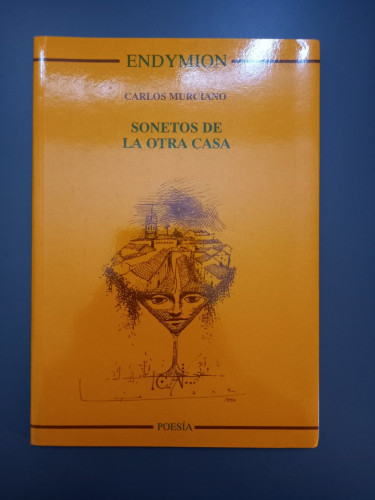 ENDYMION
CARLOS MURCIANO
SONETOS DE
LA OTRA CASA
POESÍA